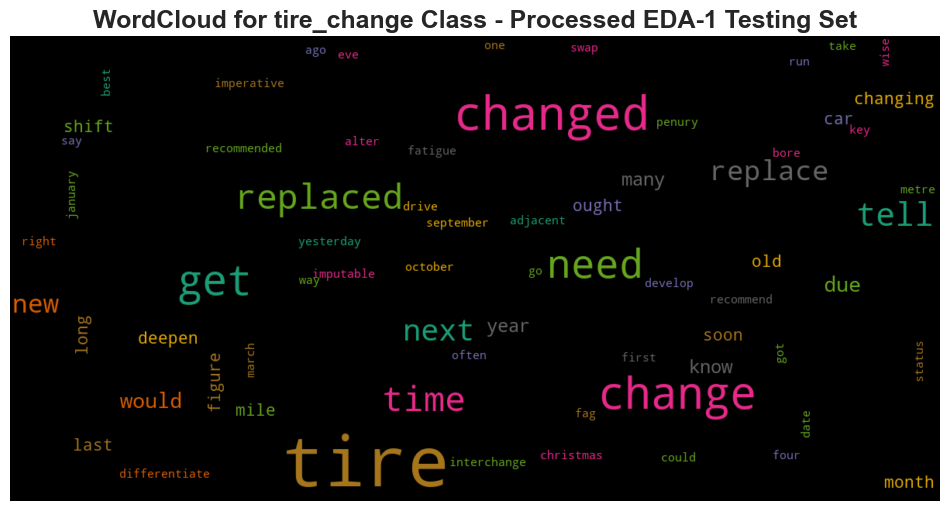 WordCloud for tire_change Class - Processed EDA-1 Testing Set
ago
eve
one
swap
take
wise
run
best
imperative
changing
changed
penury
car
key
shift
say
recommended
alter
fatigue
bore
replace
many
metre
january
replaced
drive
ought
tell
september
adjacent
right
yesterday
need
old
get
imputable
way
october
go
develop
due
new
recommend
long
deepen
next
year
soon
often
first
know
got
status
march
figure
would
mile
time
change
fag
date
last
tire
interchange
christmas
could
four
differentiate
month